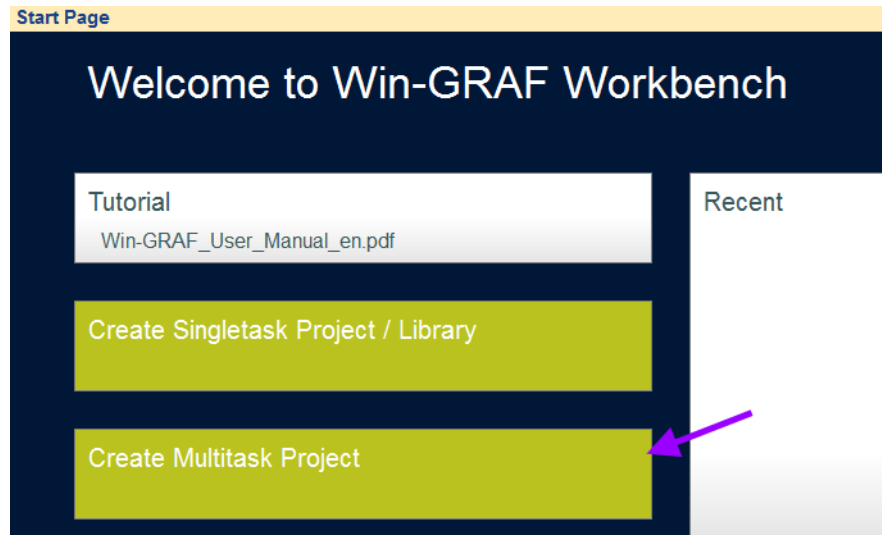 Start Page
Welcome to Win-GRAF Workbench
Tutorial
Win-GRAF_User_Manual_en.pdf
Recent
Create Singletask Project / Library
Create Multitask Project